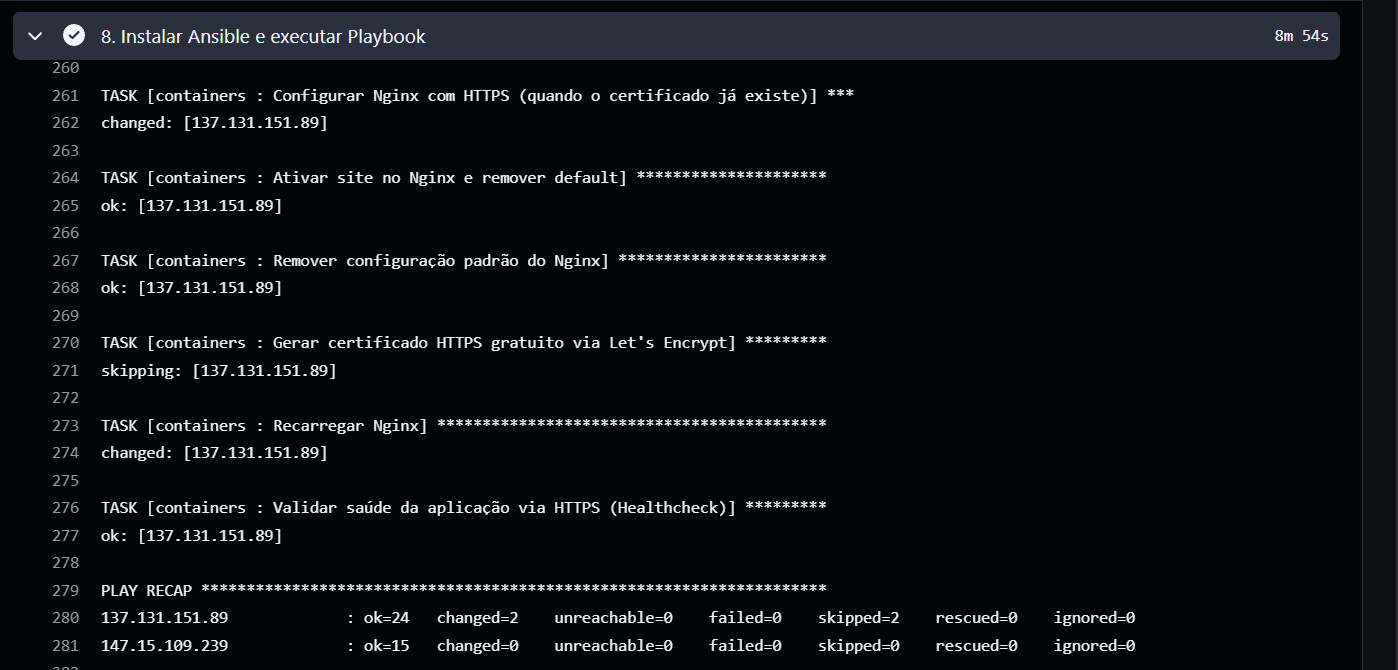 8. Instalar Ansible e executar Playbook 8m 54s
260
261 TASK [containers : Configurar Nginx com HTTPS (quando o certificado já existe)] ***
262 changed: [137.131.151.89]
263
264 TASK [containers : Ativar site no Nginx e remover default] *********************
265 ok: [137.131.151.89]
266
267 TASK [containers : Remover configuração padrão do Nginx] ***********************
268 ok: [137.131.151.89]
269
270 TASK [containers : Gerar certificado HTTPS gratuito via Let's Encrypt] *********
271 skipping: [137.131.151.89]
272
273 TASK [containers : Recarregar Nginx] *******************************************
274 changed: [137.131.151.89]
275
276 TASK [containers : Validar saúde da aplicação via HTTPS (Healthcheck)] *********
277 ok: [137.131.151.89]
278
279 PLAY RECAP *********************************************************************
280 137.131.151.89 : ok=24 changed=2 unreachable=0 failed=0 skipped=2 rescued=0 ignored=0
281 147.15.109.239 : ok=15 changed=0 unreachable=0 failed=0 skipped=0 rescued=0 ignored=0